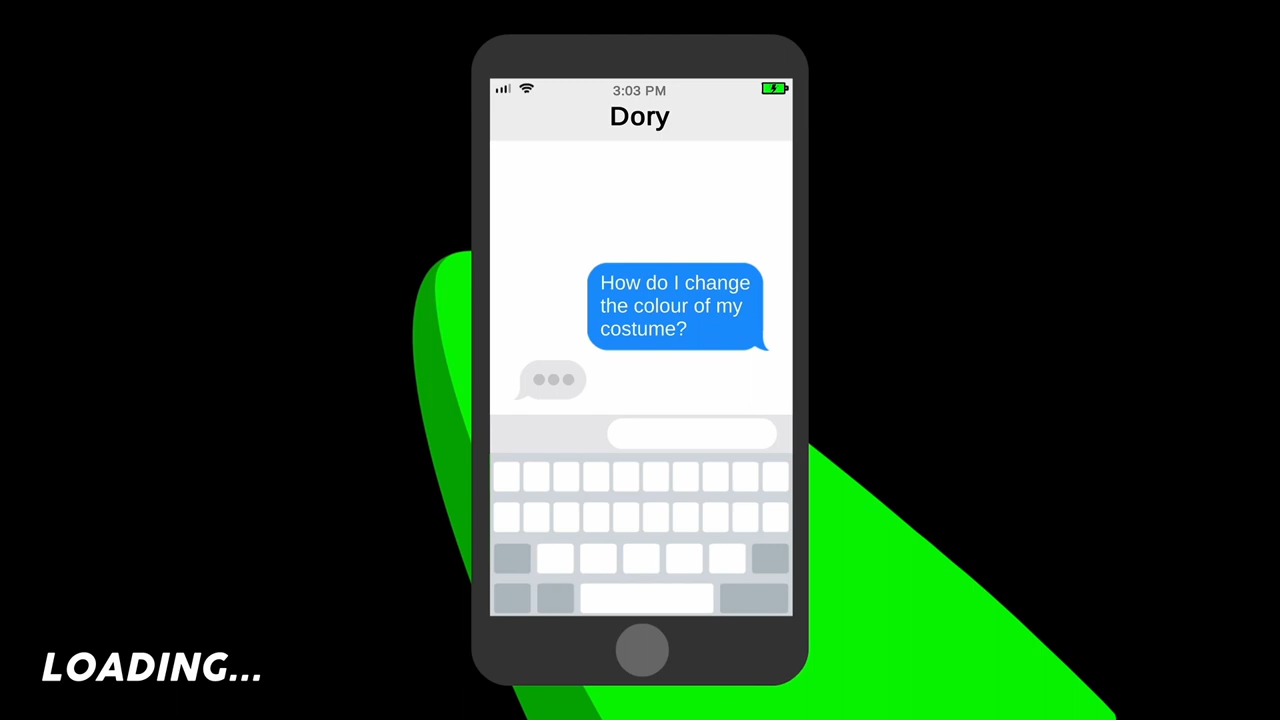 3:03 PM
Dory
How do I change
the colour of my
costume?
LOADING...